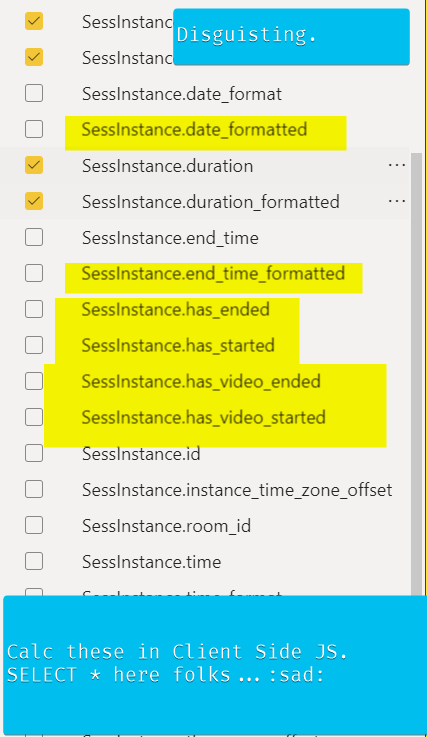 SessInstanc
Disguisting.
SessInstanc
SessInstance.date_format
SessInstance.date_formatted
SessInstance.duration
SessInstance.duration_formatted
SessInstance.end_time
SessInstance.end_time_formatted
SessInstance.has_ended
SessInstance.has_started
SessInstance.has_video_ended
SessInstance.has_video_started
SessInstance.id
SessInstance.instance_time_zone_offset
SessInstance.room_id
SessInstance.time
SessInstance.time_format
Calc these in Client Side JS.
SELECT * here folks...:sad: